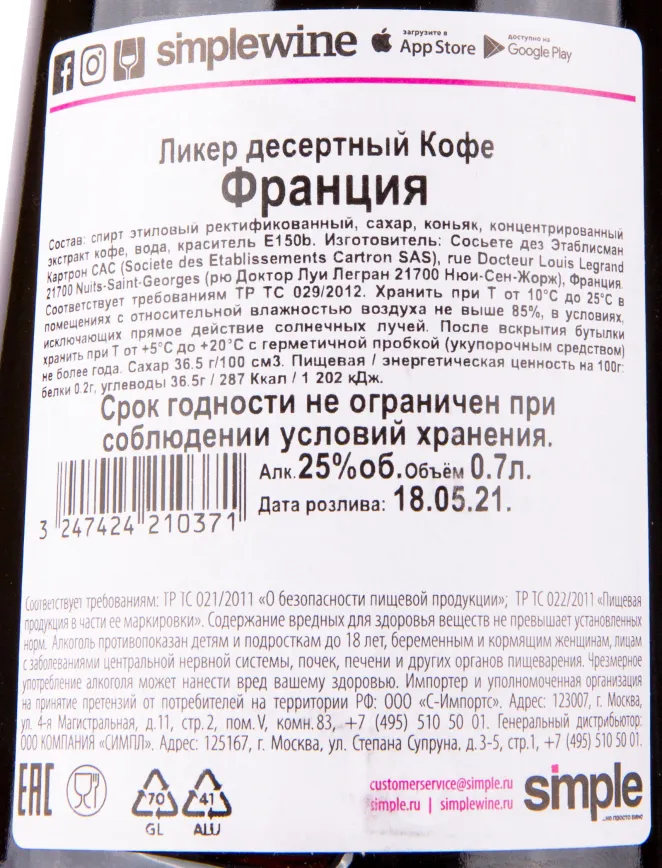 simplewine загрузите в App Store доступно на Google Play
Ликер десертный Кофе
Франция
Состав: спирт этиловый ректификованный, сахар, коньяк, концентрированный
экстракт кофе, вода, краситель Е150b. Изготовитель: Сосьете дез Этаблисман
Картрон САС (Societe des Etablissements Cartron SAS), rue Docteur Louis Legrand
21700 Nuits-Saint-Georges (рю Доктор Луи Легран 21700 Нюи-Сен-Жорж), Франция.
Соответствует требованиям ТР ТС 029/2012. Хранить при Т от 10°С до 25°С в
помещениях с относительной влажностью воздуха не выше 85%, в условиях,
исключающих прямое действие солнечных лучей. После вскрытия бутылки
хранить при Т от +5°С до +20°С с герметичной пробкой (укупорочным средством)
не более года. Сахар 36.5 г/100 см3. Пищевая / энергетическая ценность на 100г:
белки 0.2г, углеводы 36.5г / 287 Ккал / 1 202 кДж.
Срок годности не ограничен при
соблюдении условий хранения.
Алк. 25%об. Объём 0.7л.
Дата розлива: 18.05.21.
3 247424 210371
Соответствует требованиям: ТР ТС 021/2011 «О безопасности пищевой продукции»; ТР ТС 022/2011 «Пищевая
продукция в части ее маркировки». Содержание вредных для здоровья веществ не превышает установленных
норм. Алкоголь противопоказан детям и подросткам до 18 лет, беременным и кормящим женщинам, лицам
с заболеваниями центральной нервной системы, почек, печени и других органов пищеварения. Чрезмерное
употребление алкоголя может нанести вред вашему здоровью. Импортер и уполномоченная организация
на принятие претензий от потребителей на территории РФ: ООО «С-Импортс». Адрес: 123007, г. Москва,
ул. 4-я Магистральная, д.11, стр.2, пом.V, комн.83, +7 (495) 510 50 01. Генеральный дистрибьютор:
ООО КОМПАНИЯ «СИМПЛ». Адрес: 125167, г. Москва, ул. Степана Супруна, д.3-5, стр.1, +7 (495) 510 50 01.
EAC 70 GL 41 ALU
customerservice@simple.ru
simple.ru | simplewine.ru
simple
...не просто вино